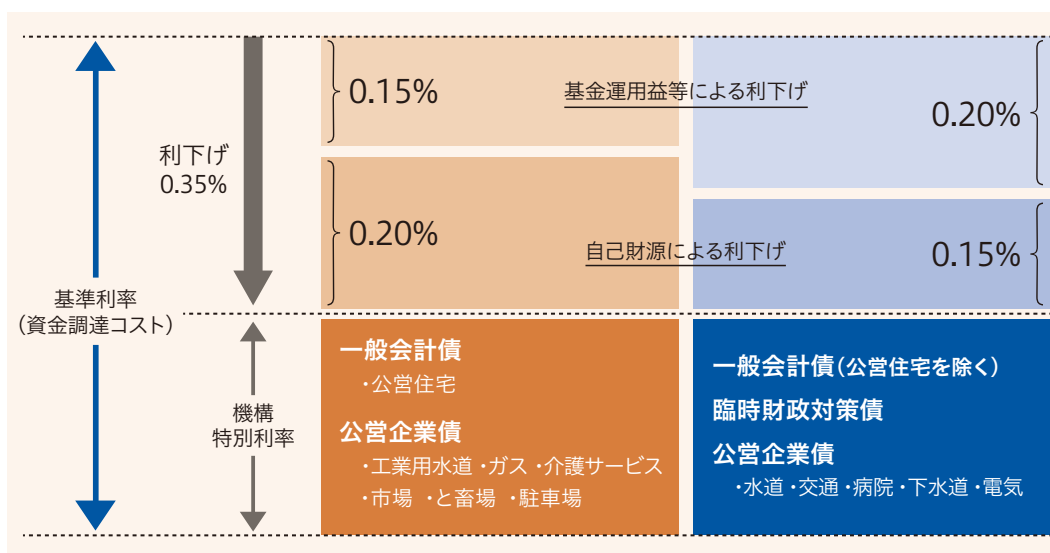 基準利率
（資金調達コスト）
利下げ
0.35%
機構
特別利率
0.15%
基金運用益等による利下げ
0.20%
0.20%
自己財源による利下げ
0.15%
一般会計債
・公営住宅
公営企業債
・工業用水道 ・ガス ・介護サービス
・市場 ・と畜場 ・駐車場
一般会計債（公営住宅を除く）
臨時財政対策債
公営企業債
・水道 ・交通 ・病院 ・下水道 ・電気